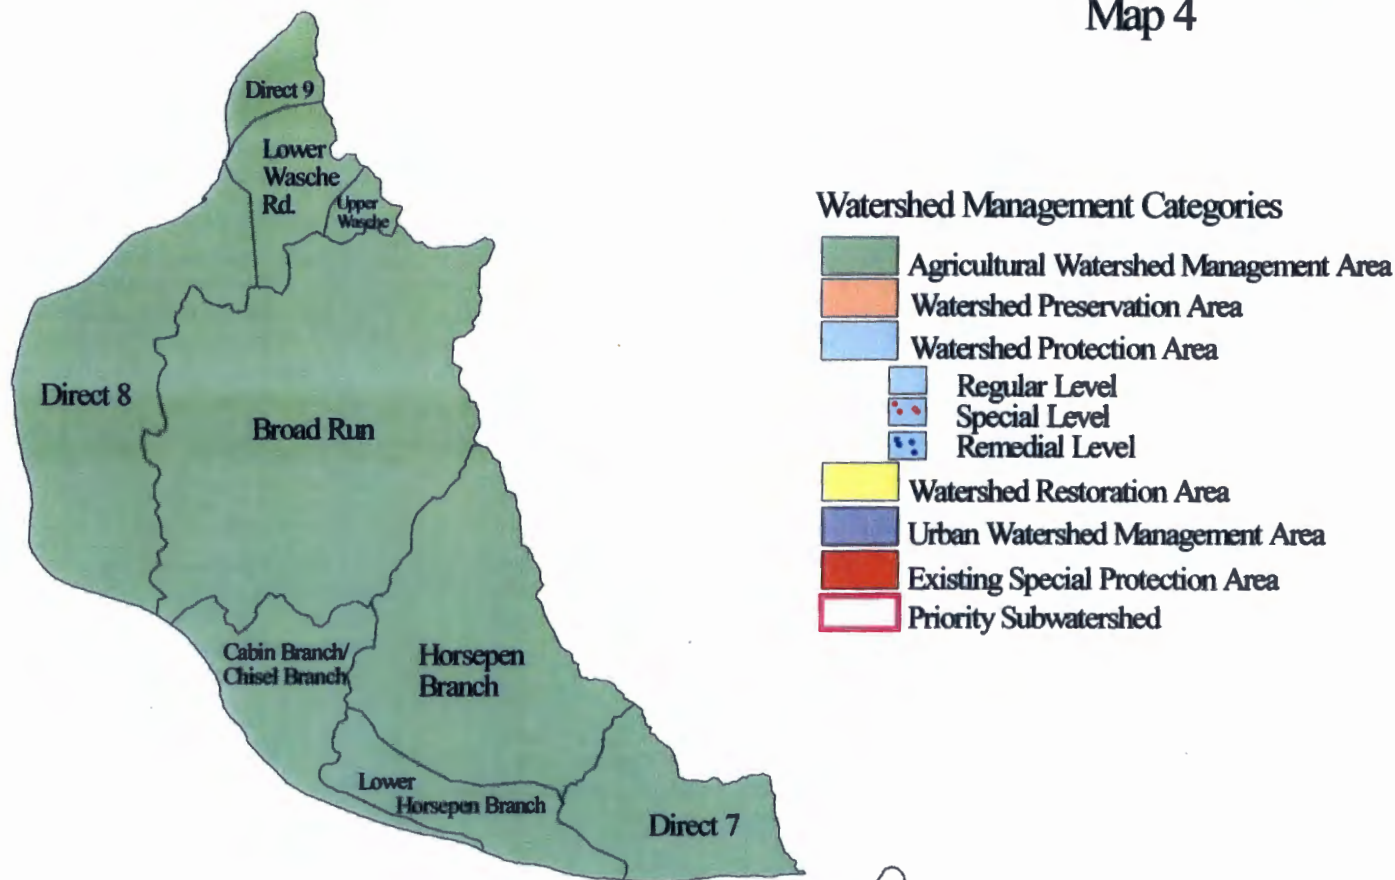 Map 4
Direct 9
Lower
Wasche
Rd.
Upper
Wasche
Direct 8
Broad Run
Cabin Branch/
Chisel Branch
Horsepen
Branch
Lower
Horsepen Branch
Direct 7
Watershed Management Categories
Agricultural Watershed Management Area
Watershed Preservation Area
Watershed Protection Area
Regular Level
Special Level
Remedial Level
Watershed Restoration Area
Urban Watershed Management Area
Existing Special Protection Area
Priority Subwatershed